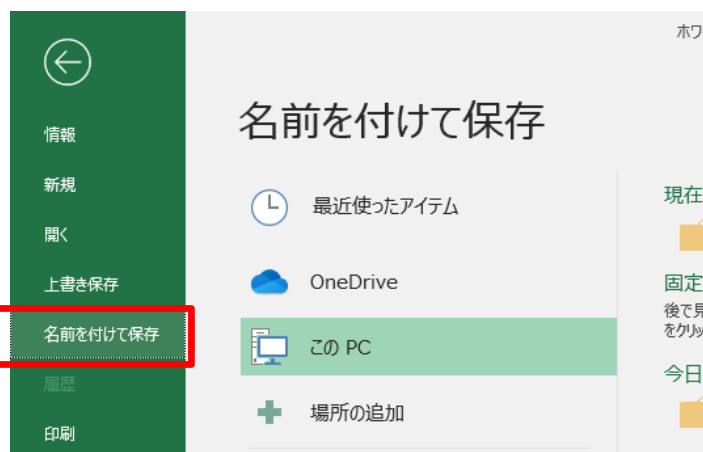 ホワ
情報
新規
開く
上書き保存
名前を付けて保存
履歴
印刷
名前を付けて保存
最近使ったアイテム
OneDrive
この PC
場所の追加
現在
固定
後で見
をクリッ
今日